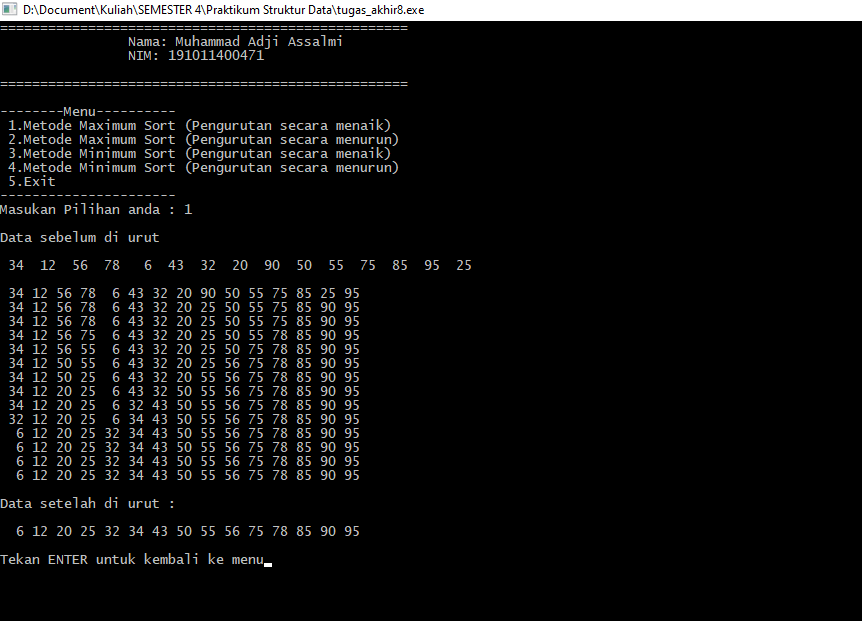 D:\Document\Kuliah\SEMESTER 4\Praktikum Struktur Data\tugas_akhir8.exe
===================================================
Nama: Muhammad Adji Assalmi
NIM: 191011400471
===================================================
--------Menu----------
1.Metode Maximum Sort (Pengurutan secara menaik)
2.Metode Maximum Sort (Pengurutan secara menurun)
3.Metode Minimum Sort (Pengurutan secara menaik)
4.Metode Minimum Sort (Pengurutan secara menurun)
5.Exit
----------------------
Masukan Pilihan anda : 1
Data sebelum di urut
34 12 56 78 6 43 32 20 90 50 55 75 85 95 25
34 12 56 78 6 43 32 20 90 50 55 75 85 25 95
34 12 56 78 6 43 32 20 25 50 55 75 85 90 95
34 12 56 78 6 43 32 20 25 50 55 75 85 90 95
34 12 56 75 6 43 32 20 25 50 55 78 85 90 95
34 12 56 55 6 43 32 20 25 50 75 78 85 90 95
34 12 50 55 6 43 32 20 25 56 75 78 85 90 95
34 12 50 25 6 43 32 20 55 56 75 78 85 90 95
34 12 20 25 6 43 32 50 55 56 75 78 85 90 95
34 12 20 25 6 32 43 50 55 56 75 78 85 90 95
32 12 20 25 6 34 43 50 55 56 75 78 85 90 95
6 12 20 25 32 34 43 50 55 56 75 78 85 90 95
6 12 20 25 32 34 43 50 55 56 75 78 85 90 95
6 12 20 25 32 34 43 50 55 56 75 78 85 90 95
6 12 20 25 32 34 43 50 55 56 75 78 85 90 95
Data setelah di urut :
6 12 20 25 32 34 43 50 55 56 75 78 85 90 95
Tekan ENTER untuk kembali ke menu